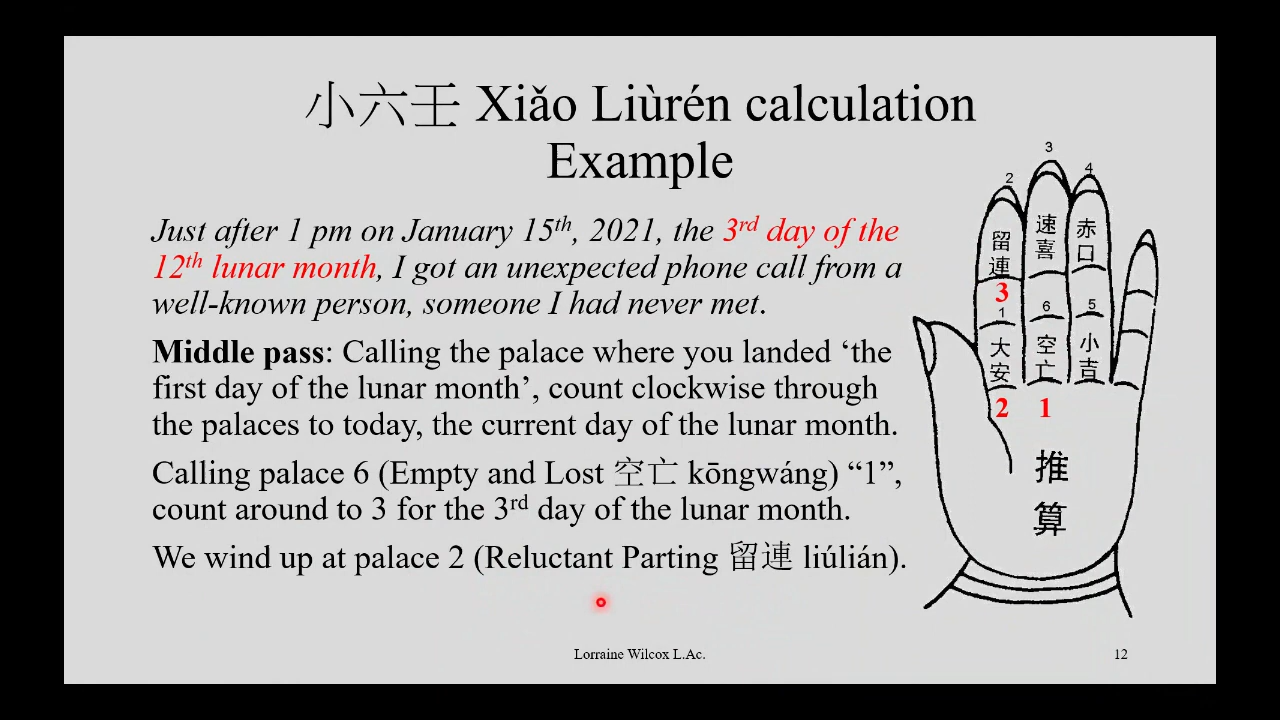 小六壬 Xiǎo Liùrén calculation
Example
Just after 1 pm on January 15th, 2021, the 3rd day of the
12th lunar month, I got an unexpected phone call from a
well-known person, someone I had never met.
Middle pass: Calling the palace where you landed ‘the
first day of the lunar month’, count clockwise through
the palaces to today, the current day of the lunar month.
Calling palace 6 (Empty and Lost 空亡 kōngwáng) “1”,
count around to 3 for the 3rd day of the lunar month.
We wind up at palace 2 (Reluctant Parting 留連 liúlián).
3
2
4
留連
速喜
赤口
3
1
6
5
大安
空亡
小吉
2
1
推算
Lorraine Wilcox L.Ac.
12